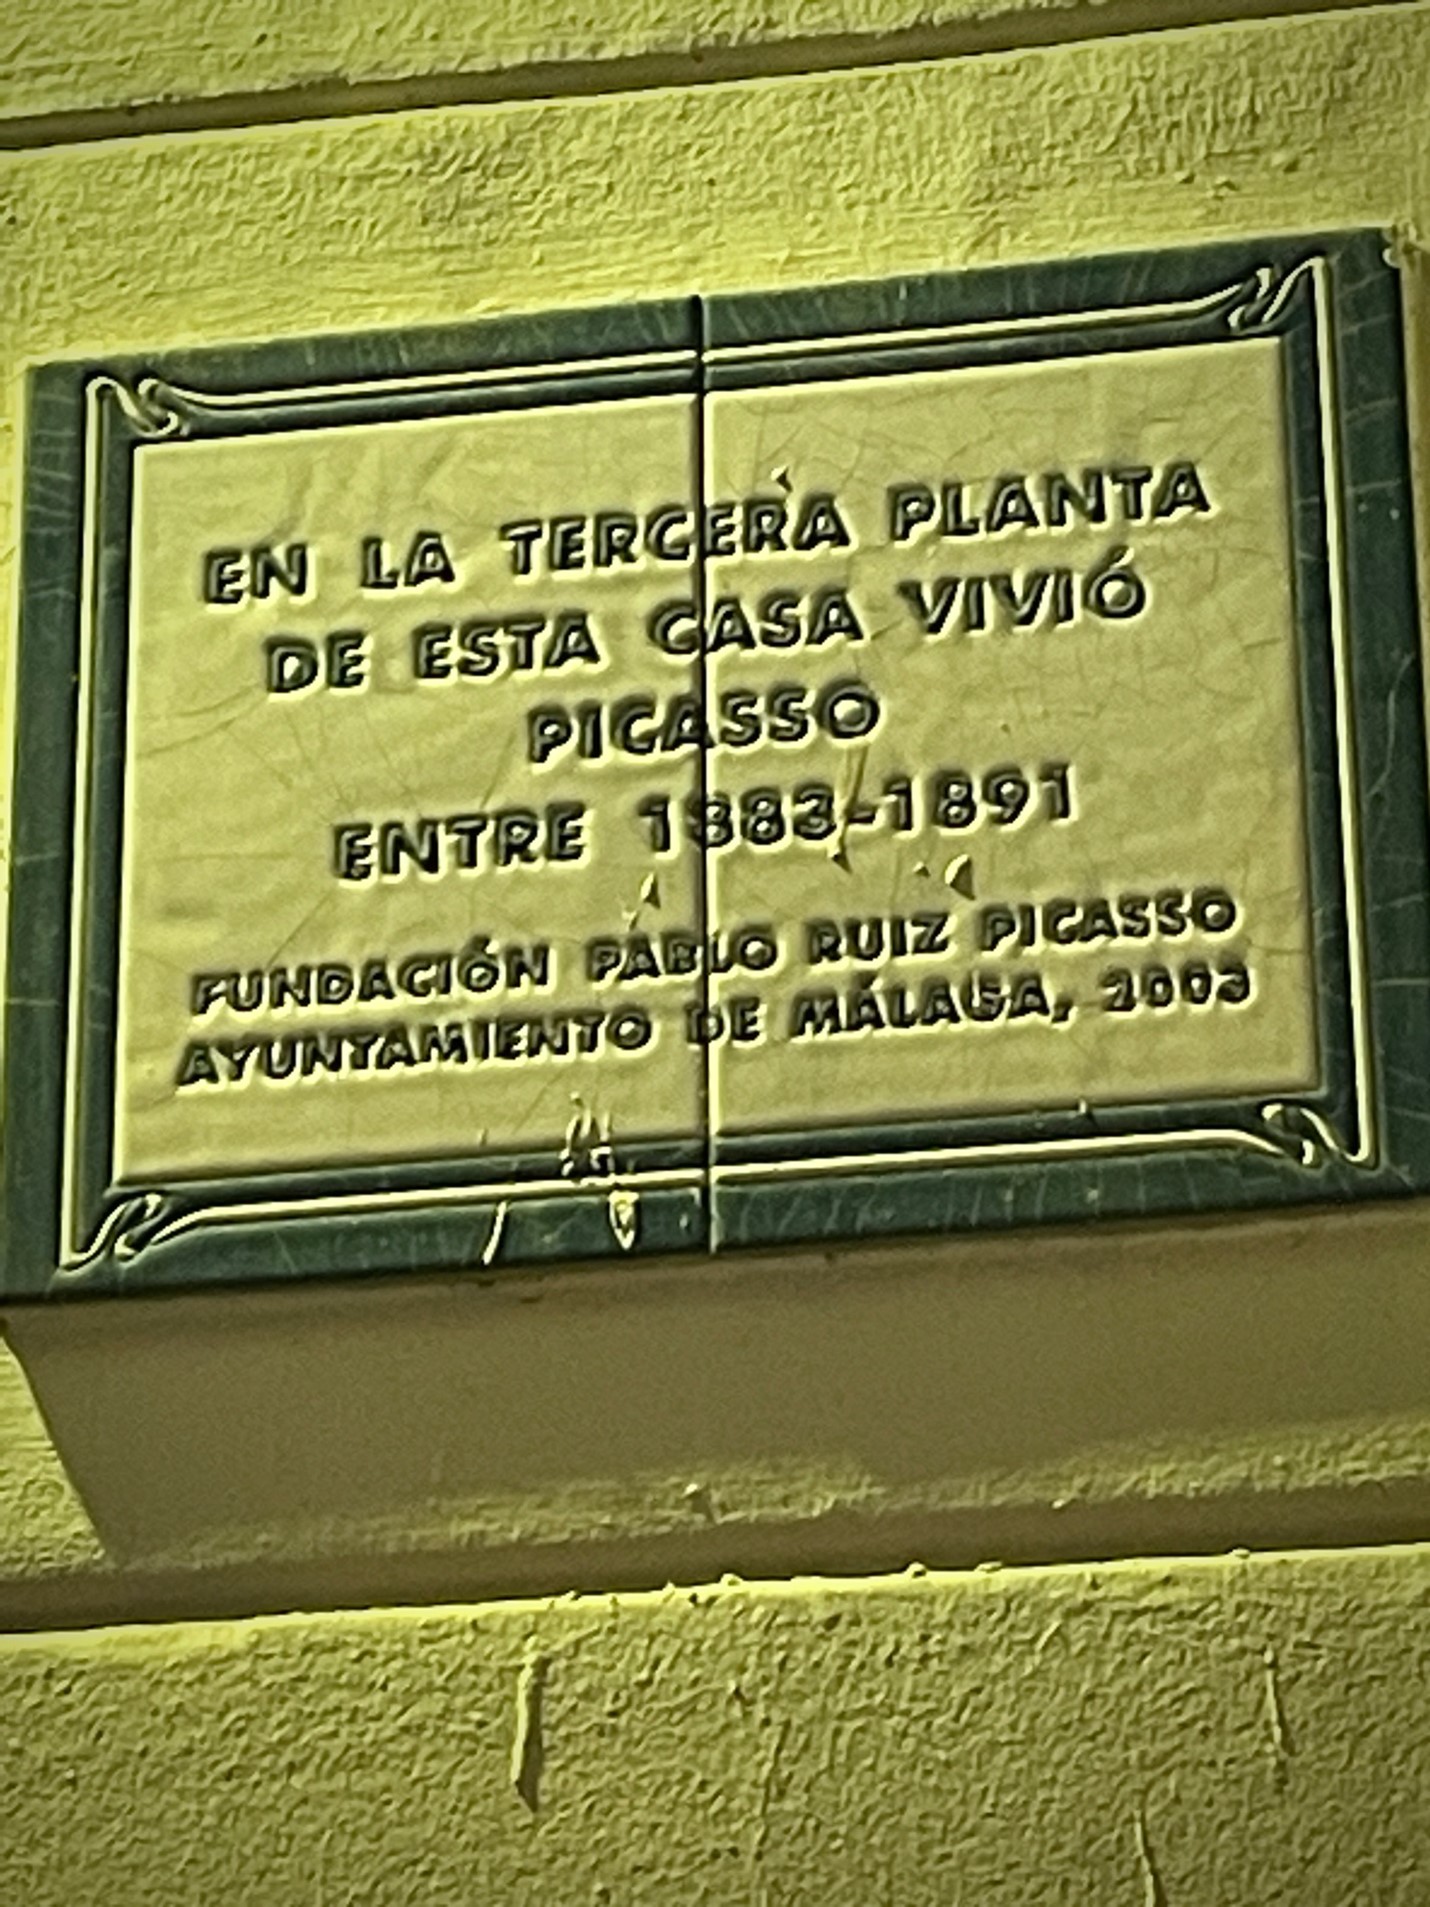 EN LA TERCERA PLANTA
DE ESTA CASA VIVIÓ
PICASSO
ENTRE 1883-1891
FUNDACIÓN PABLO RUIZ PICASSO
AYUNTAMIENTO DE MÁLAGA, 2003